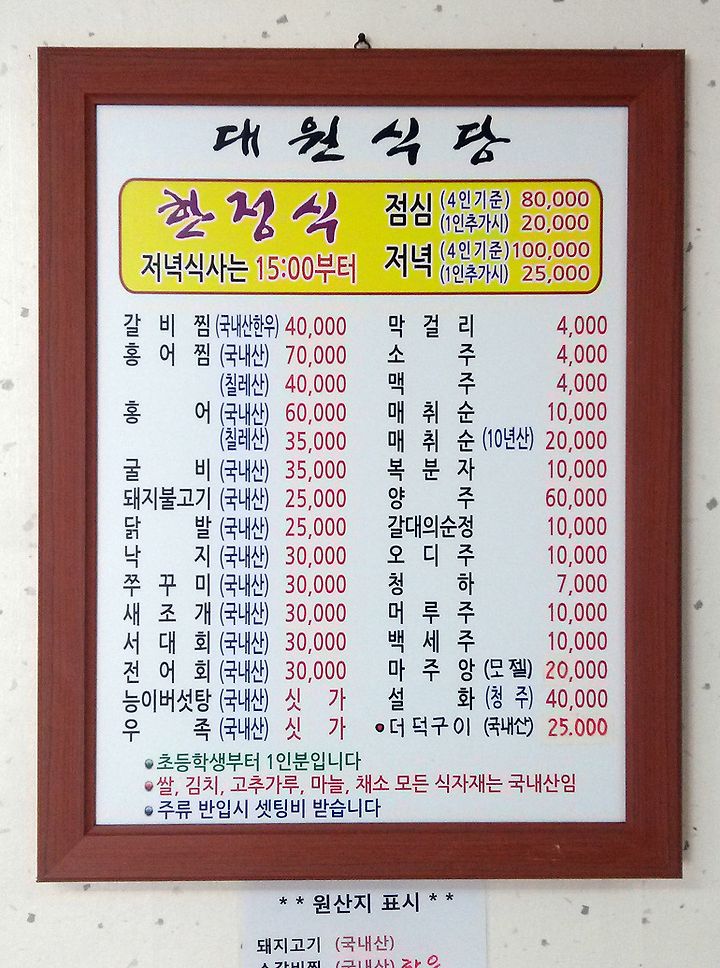 대원식당
한정식
저녁식사는 15:00부터
점심 (4인기준) 80,000
(1인추가시) 20,000
저녁 (4인기준) 100,000
(1인추가시) 25,000
갈비찜 (국내산한우) 40,000
홍어찜 (국내산) 70,000
(칠레산) 40,000
홍어 (국내산) 60,000
(칠레산) 35,000
굴비 (국내산) 35,000
돼지불고기 (국내산) 25,000
닭발 (국내산) 25,000
낙지 (국내산) 30,000
쭈꾸미 (국내산) 30,000
새조개 (국내산) 30,000
서대회 (국내산) 30,000
전어회 (국내산) 30,000
능이버섯탕 (국내산) 싯가
우족 (국내산) 싯가
막걸리 4,000
소주 4,000
맥주 4,000
매취순 10,000
매취순 (10년산) 20,000
복분자 10,000
양주 60,000
갈대의순정 10,000
오디주 10,000
청하 7,000
머루주 10,000
백세주 10,000
마주앙 (모젤) 20,000
설화 (청주) 40,000
●더덕구이 (국내산) 25.000
●초등학생부터 1인분입니다
●쌀, 김치, 고추가루, 마늘, 채소 모든 식자재는 국내산임
●주류 반입시 셋팅비 받습니다
** 원산지 표시 **
돼지고기 (국내산)
소갈비찜 (국내산)